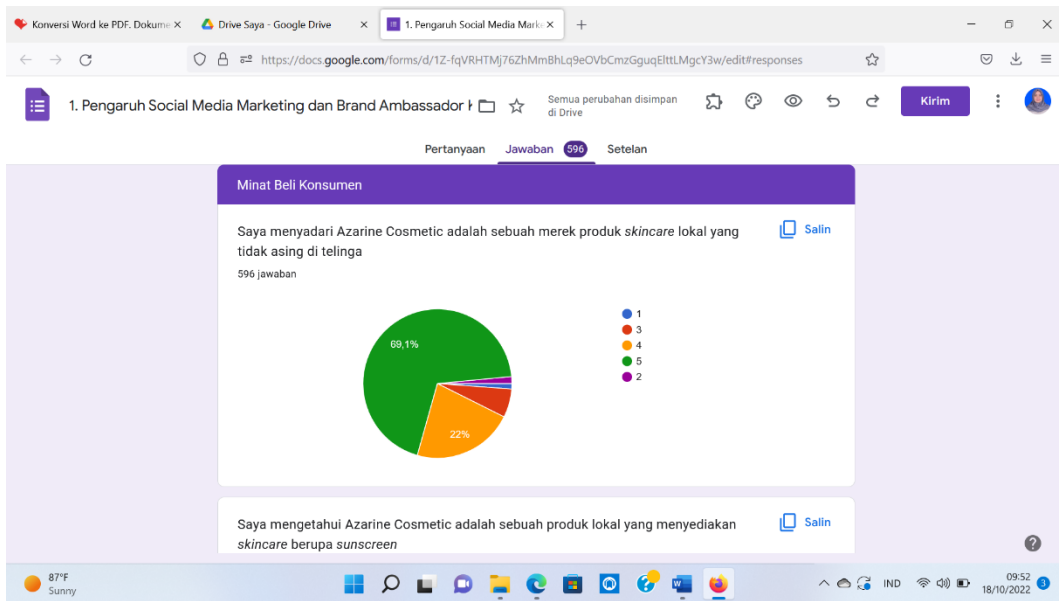 Konversi Word ke PDF. Dokume
Drive Saya - Google Drive
1. Pengaruh Social Media Marke
https://docs.google.com/forms/d/1Z-fqVRHTMj76ZhMmBhLq9eOVbCmzGguqElttLMgcY3w/edit#responses
1. Pengaruh Social Media Marketing dan Brand Ambassador
Semua perubahan disimpan
di Drive
Kirim
Pertanyaan Jawaban 596 Setelan
Minat Beli Konsumen
Saya menyadari Azarine Cosmetic adalah sebuah merek produk skincare lokal yang
tidak asing di telinga
Salin
596 jawaban
69,1%
22%
1
3
4
5
2
Saya mengetahui Azarine Cosmetic adalah sebuah produk lokal yang menyediakan
skincare berupa sunscreen
Salin
87°F
Sunny
IND
09:52
18/10/2022
3